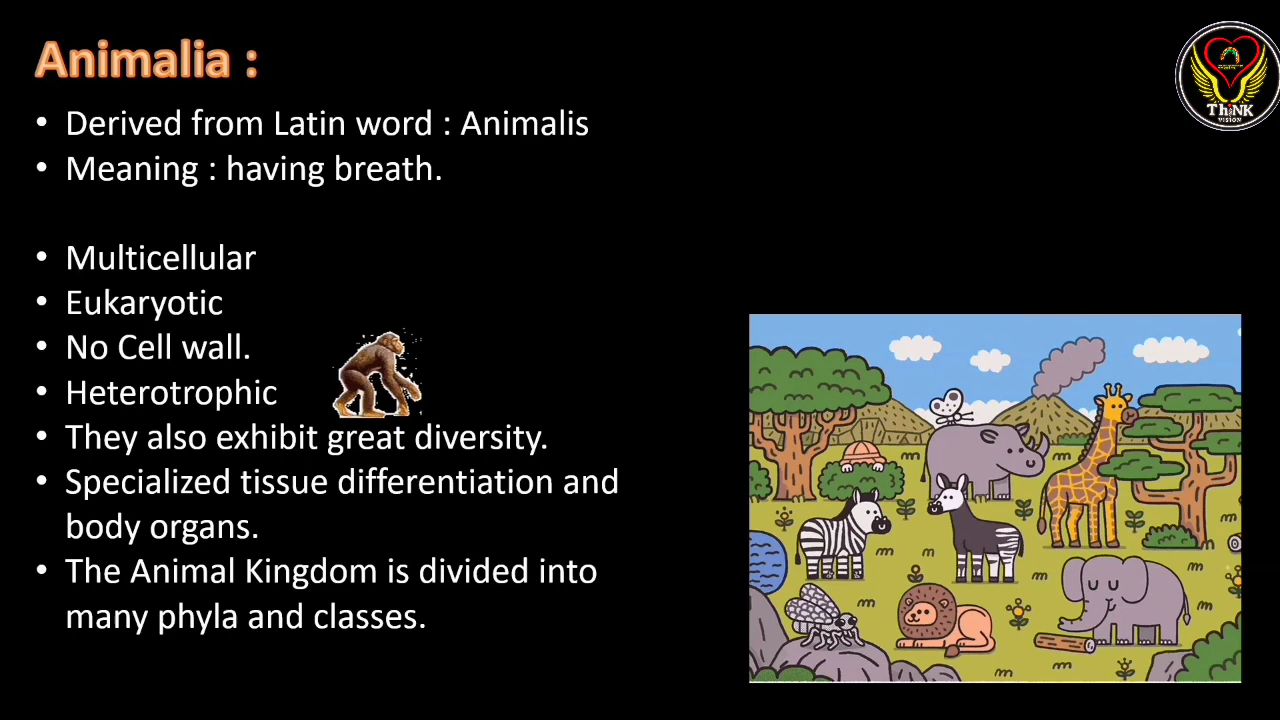 Animalia :
• Derived from Latin word : Animalis
• Meaning : having breath.
• Multicellular
• Eukaryotic
• No Cell wall.
• Heterotrophic
• They also exhibit great diversity.
• Specialized tissue differentiation and
body organs.
• The Animal Kingdom is divided into
many phyla and classes.
ThiNK
VISION